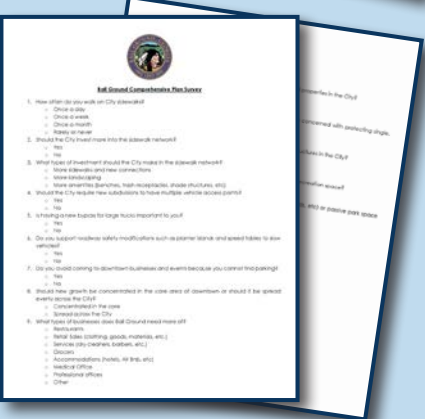 Ball Ground Comprehensive Plan Survey
1. How often do you walk on City sidewalks?
○ Once a day
○ Once a week
○ Once a month
○ Rarely or never
2. Should the City invest more into the sidewalk network?
○ Yes
○ No
3. What types of investment should the City make in the sidewalk network?
○ More sidewalks and new connections
○ More landscaping
○ More amenities (benches, trash receptacles, shade structures, etc)
4. Should the City require new subdivisions to have multiple vehicle access points?
○ Yes
○ No
5. Is having a new bypass for large trucks important to you?
○ Yes
○ No
6. Do you support roadway safety modifications such as planter islands and speed tables to slow
vehicles?
○ Yes
○ No
7. Do you avoid coming to downtown businesses and events because you cannot find parking?
○ Yes
○ No
8. Should new growth be concentrated in the core area of downtown or should it be spread
evenly across the City?
○ Concentrated in the core
○ Spread across the City
9. What types of businesses does Ball Ground need more of?
○ Restaurants
○ Retail Sales (clothing, goods, materials, etc.)
○ Services (dry cleaners, barbers, etc.)
○ Grocers
○ Accommodations (hotels, Air Bnb, etc)
○ Medical Office
○ Professional offices
○ Other
properties in the City?
concerned with protecting single,
structures in the City?
space?
etc) or passive park space